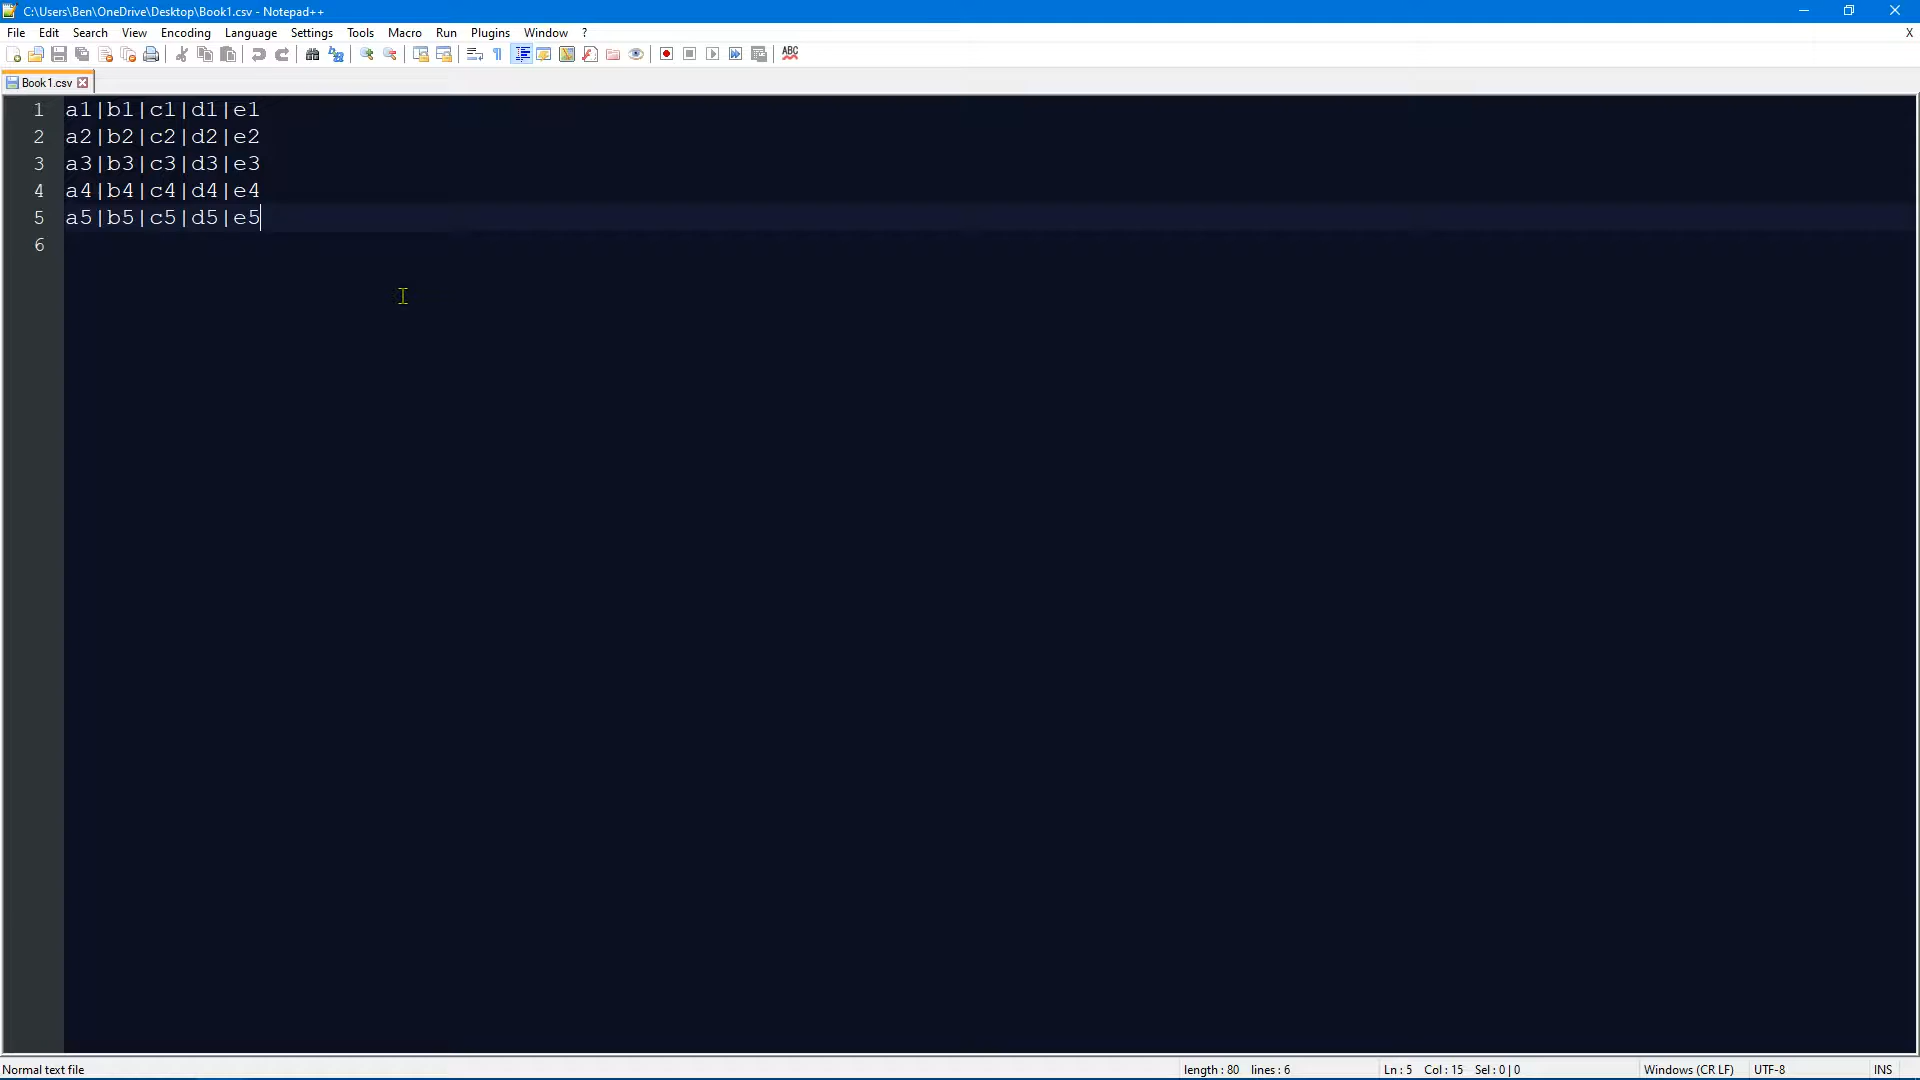 C:\Users\Ben\OneDrive\Desktop\Book1.csv - Notepad++
File Edit Search View Encoding Language Settings Tools Macro Run Plugins Window ? X
ABC
Book1.csv
1 a1|b1|c1|d1|e1
2 a2|b2|c2|d2|e2
3 a3|b3|c3|d3|e3
4 a4|b4|c4|d4|e4
5 a5|b5|c5|d5|e5
6
Normal text file length : 80 lines : 6 Ln : 5 Col : 15 Sel : 0 | 0 Windows (CR LF) UTF-8 INS